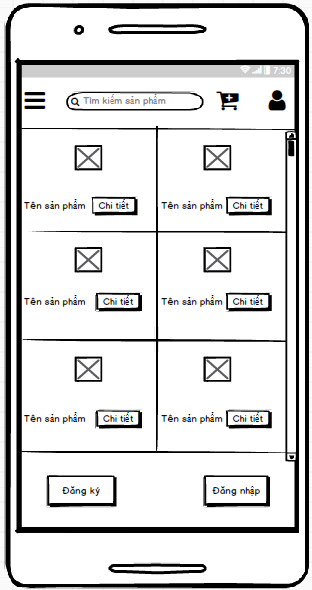 7:30
Tìm kiếm sản phẩm
Tên sản phẩm Chi tiết Tên sản phẩm Chi tiết
Tên sản phẩm Chi tiết Tên sản phẩm Chi tiết
Tên sản phẩm Chi tiết Tên sản phẩm Chi tiết
Đăng ký Đăng nhập